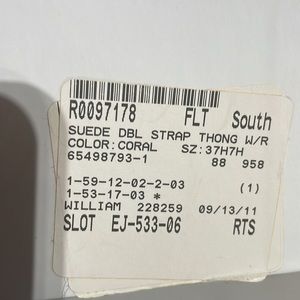 R0097178 FLT South
SUEDE DBL STRAP THONG W/R
COLOR:CORAL SZ:37H7H
65498793-1 88 958
1-59-12-02-2-03 (1)
1-53-17-03 *
WILLIAM 228259 09/13/11
SLOT EJ-533-06 RTS